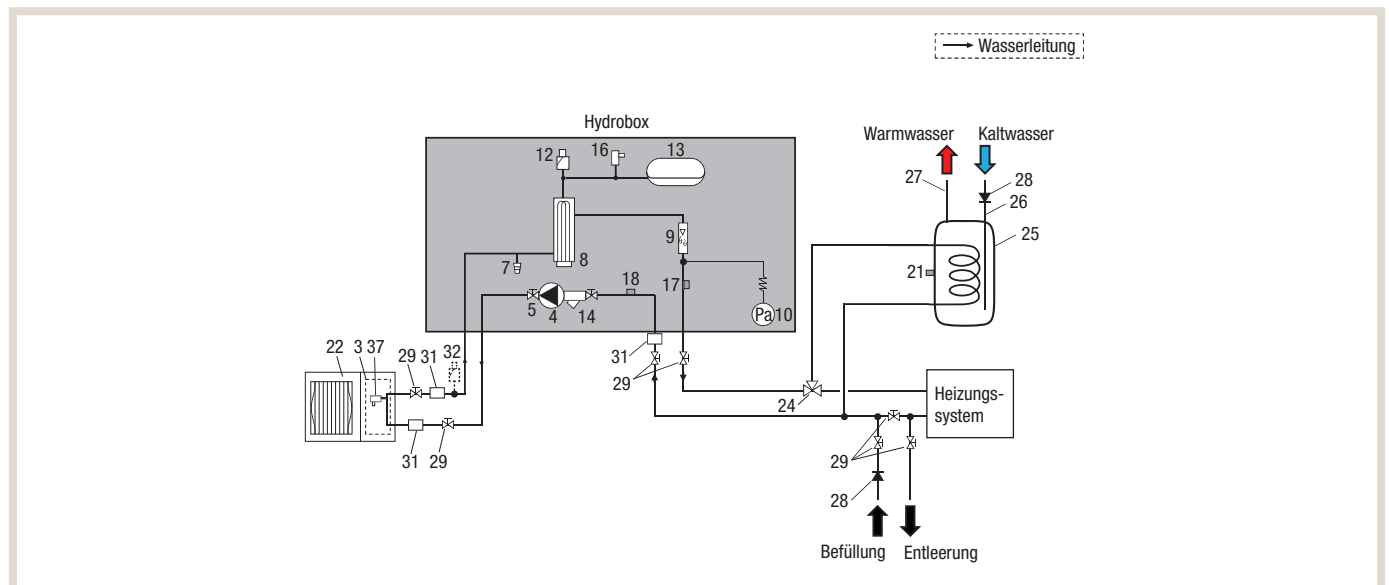 Wasserleitung
Hydrobox
Warmwasser Kaltwasser
12 16 13
27 28
26
25
9
7 8
21
18 17
5 4 14 Pa 10
22 3 37 29 31 32
31
29
24
Heizungs-
system
31 29
29
28
Befüllung Entleerung